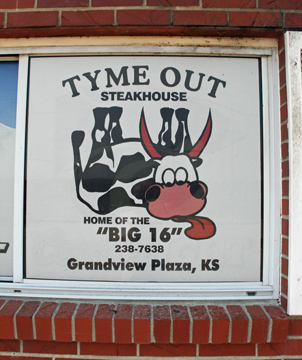 TYME OUT
STEAKHOUSE
HOME OF THE
"BIG 16"
238-7638
Grandview Plaza, KS